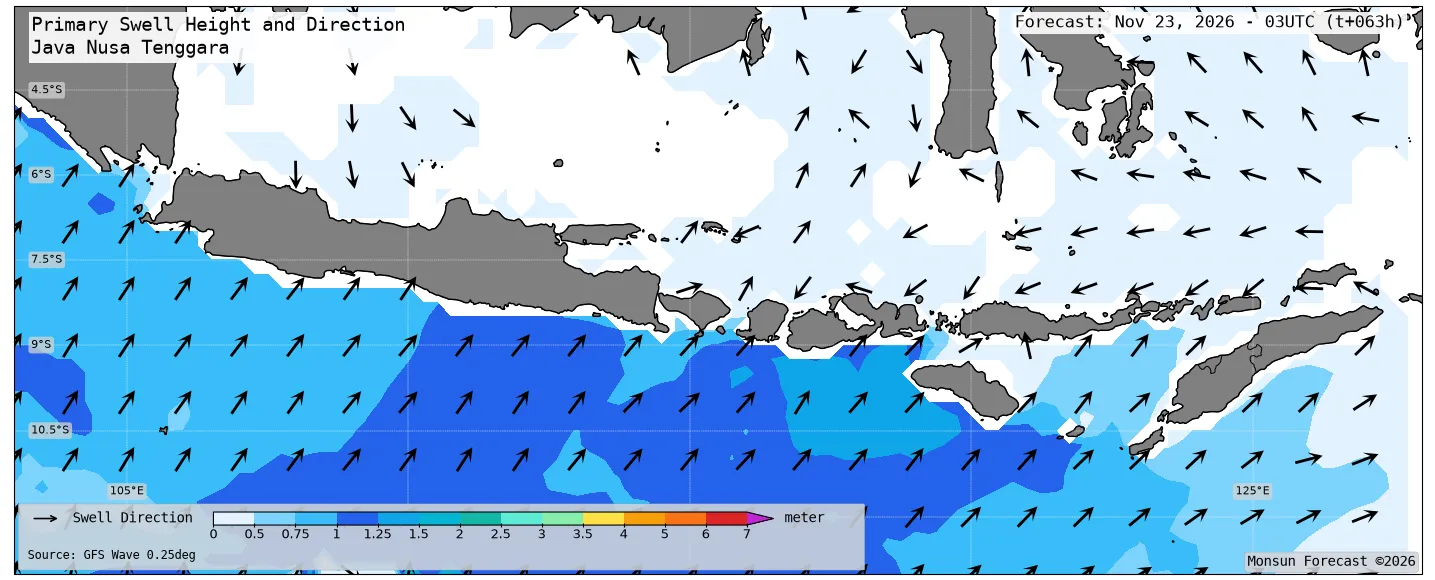 Primary Swell Height and Direction
Java Nusa Tenggara
Forecast: Nov 23, 2026 - 03UTC (t+063h)
4.5°S
6°S
7.5°S
9°S
10.5°S
105°E
125°E
Swell Direction
0 0.5 0.75 1 1.25 1.5 2 2.5 3 3.5 4 5 6 7
meter
Source: GFS Wave 0.25deg
Monsun Forecast ©2026